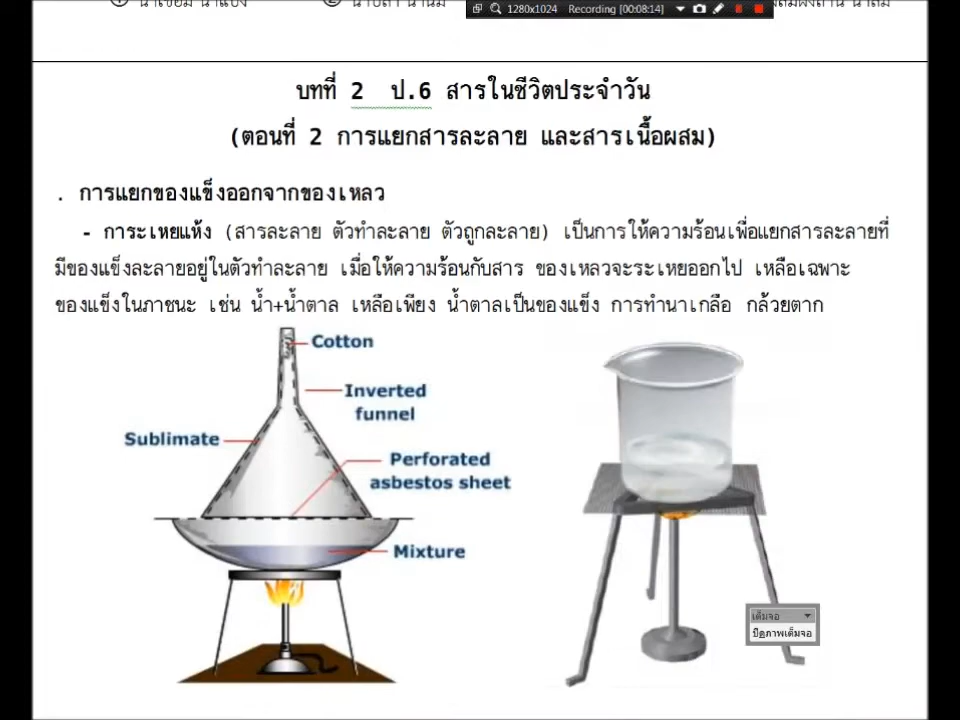 1280x1024 Recording [00:08:14]
บทที่ 2 ป.6 สารในชีวิตประจำวัน
(ตอนที่ 2 การแยกสารละลาย และสารเนื้อผสม)
. การแยกของแข็งออกจากของเหลว
- การะเหยแห้ง (สารละลาย ตัวทำละลาย ตัวถูกละลาย) เป็นการให้ความร้อนเพื่อแยกสารละลายที่
มีของแข็งละลายอยู่ในตัวทำละลาย เมื่อให้ความร้อนกับสาร ของเหลวจะระเหยออกไป เหลือเฉพาะ
ของแข็งในภาชนะ เช่น น้ำ+น้ำตาล เหลือเพียง น้ำตาลเป็นของแข็ง การทำนาเกลือ กล้วยตาก
Cotton
Inverted
funnel
Sublimate
Perforated
asbestos sheet
Mixture
เต็มจอ
ปิดภาพเต็มจอ